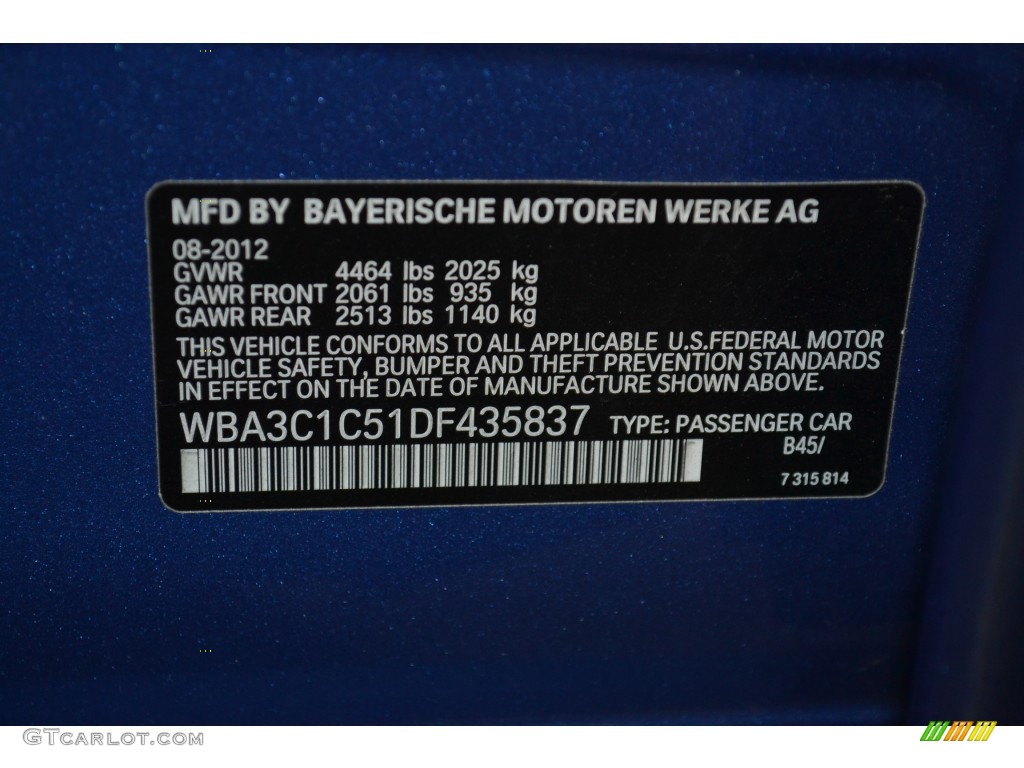 MFD BY BAYERISCHE MOTOREN WERKE AG
08-2012
GVWR 4464 lbs 2025 kg
GAWR FRONT 2061 lbs 935 kg
GAWR REAR 2513 lbs 1140 kg
THIS VEHICLE CONFORMS TO ALL APPLICABLE U.S.FEDERAL MOTOR
VEHICLE SAFETY, BUMPER AND THEFT PREVENTION STANDARDS
IN EFFECT ON THE DATE OF MANUFACTURE SHOWN ABOVE.
WBA3C1C51DF435837 TYPE: PASSENGER CAR
B45/
7 315 814
GTCARLOT.COM